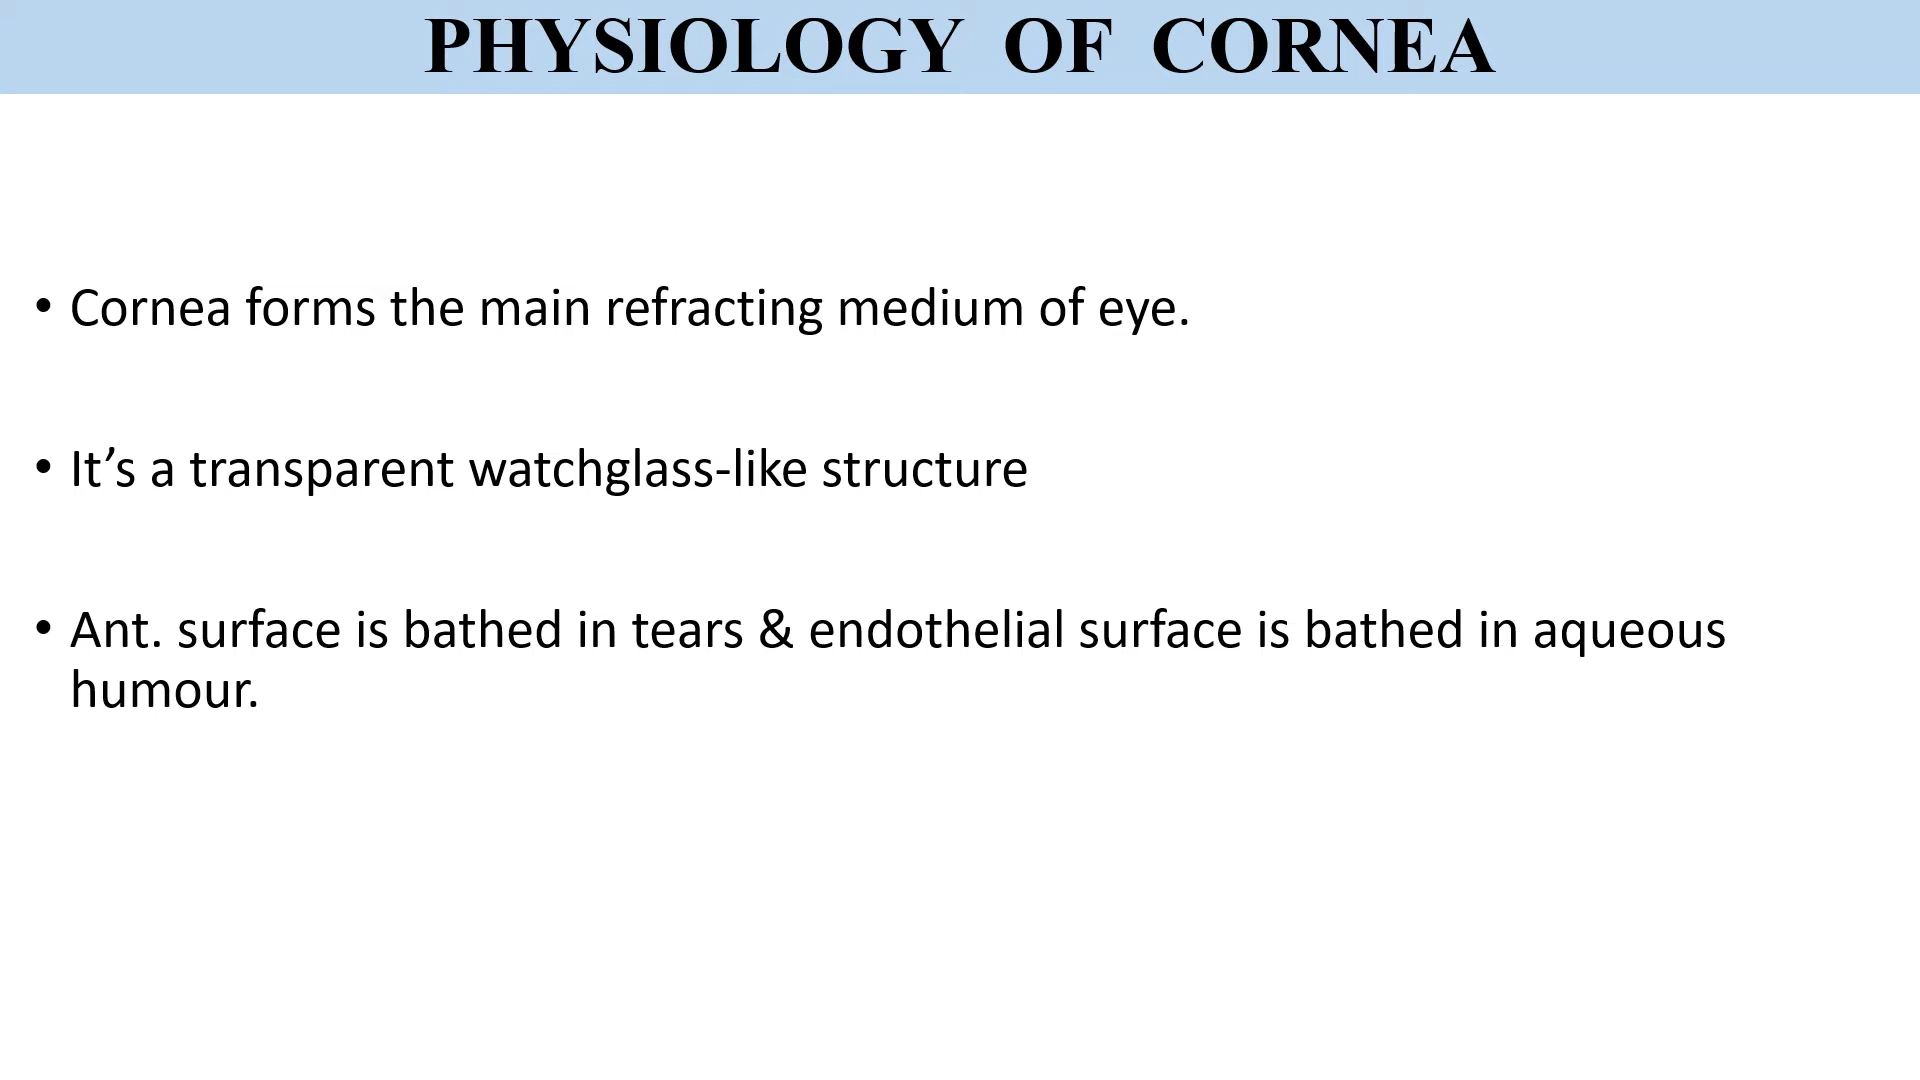 PHYSIOLOGY OF CORNEA
• Cornea forms the main refracting medium of eye.
• It’s a transparent watchglass-like structure
• Ant. surface is bathed in tears & endothelial surface is bathed in aqueous
humour.